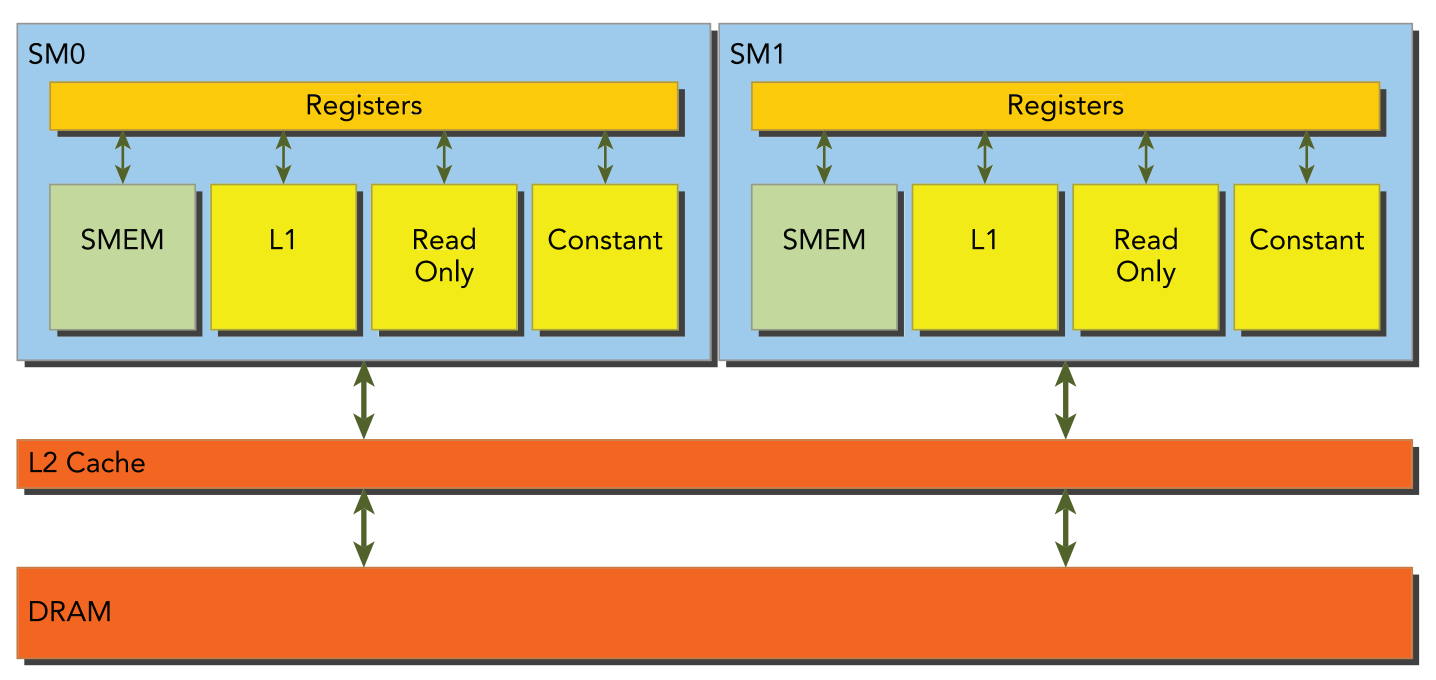 SM0
Registers
SMEM
L1
Read
Only
Constant
SM1
Registers
SMEM
L1
Read
Only
Constant
L2 Cache
DRAM